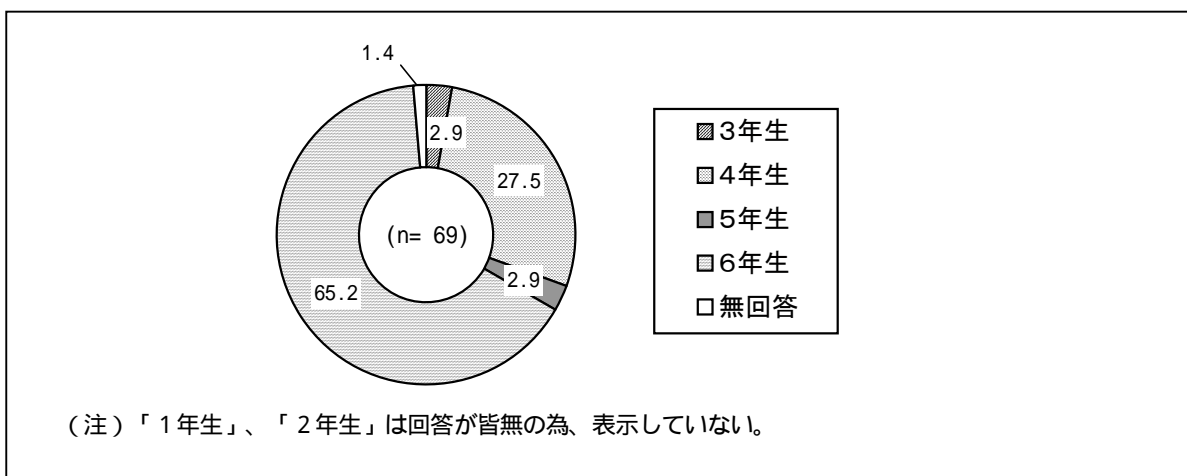 1.4
2.9
27.5
(n= 69)
2.9
65.2
3年生
4年生
5年生
6年生
無回答
(注)「1年生」、「2年生」は回答が皆無の為、表示していない。